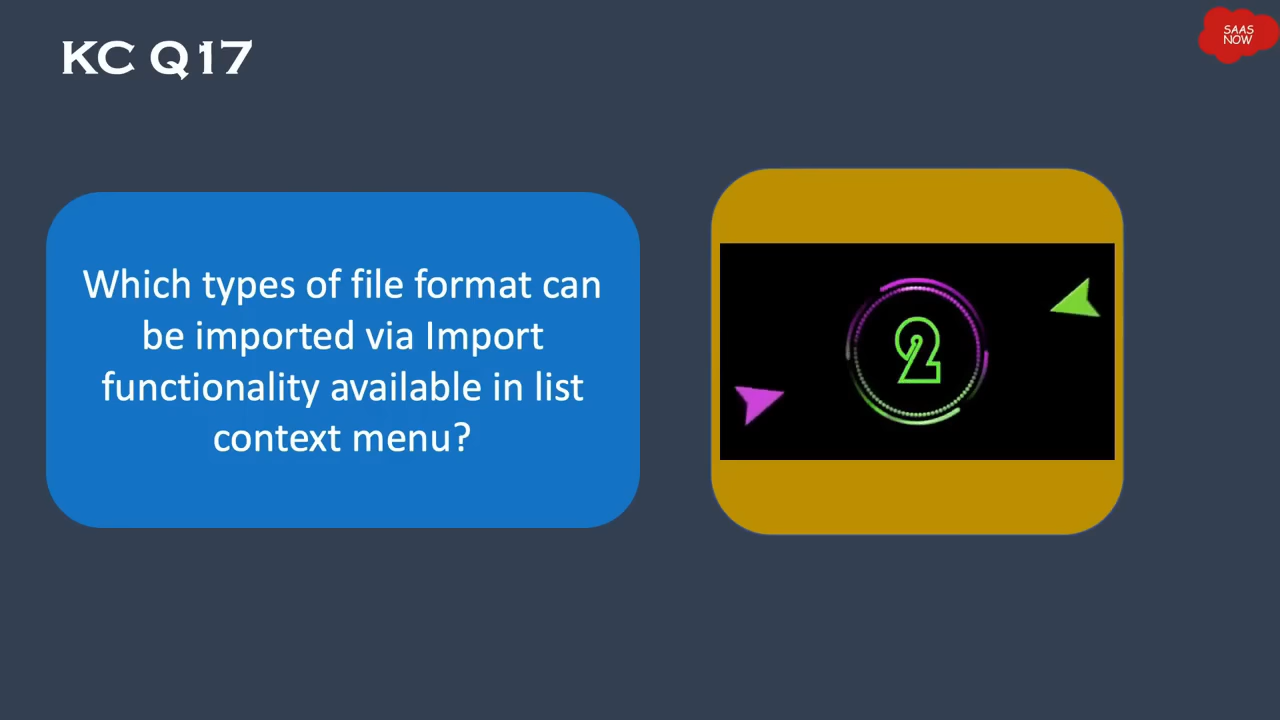 KC Q17
SAAS
NOW
Which types of file format can
be imported via Import
functionality available in list
context menu?
2